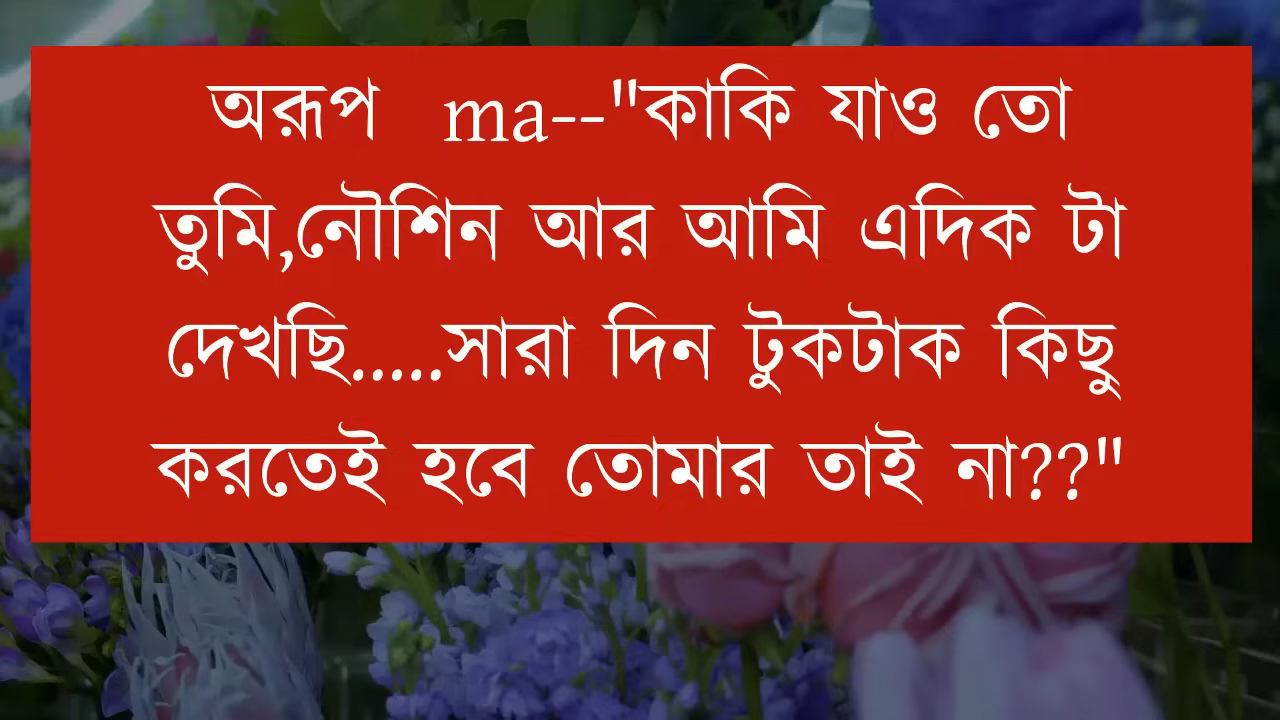 অরূপ ma--"কাকি যাও তো
তুমি,নৌশিন আর আমি এদিক টা
দেখছি.....সারা দিন টুকটাক কিছু
করতেই হবে তোমার তাই না??"